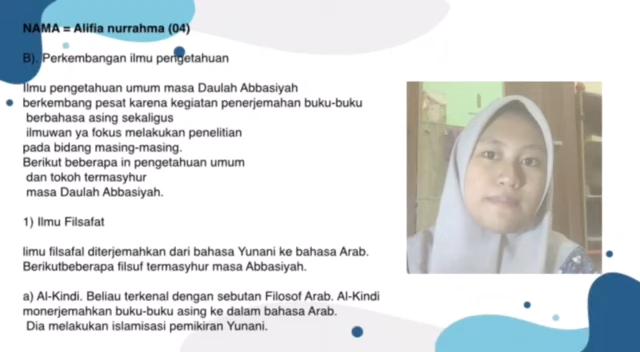 NAMA = Alifia nurrahma (04)
B). Perkembangan ilmu pengetahuan
Ilmu pengetahuan umum masa Daulah Abbasiyah
berkembang pesat karena kegiatan penerjemahan buku-buku
berbahasa asing sekaligus
ilmuwan ya fokus melakukan penelitian
pada bidang masing-masing.
Berikut beberapa in pengetahuan umum
dan tokoh termasyhur
masa Daulah Abbasiyah.
1) Ilmu Filsafat
limu filsafal diterjemahkan dari bahasa Yunani ke bahasa Arab.
Berikutbeberapa filsuf termasyhur masa Abbasiyah.
a) Al-Kindi. Beliau terkenal dengan sebutan Filosof Arab. Al-Kindi
monerjemahkan buku-buku asing ke dalam bahasa Arab.
Dia melakukan islamisasi pemikiran Yunani.